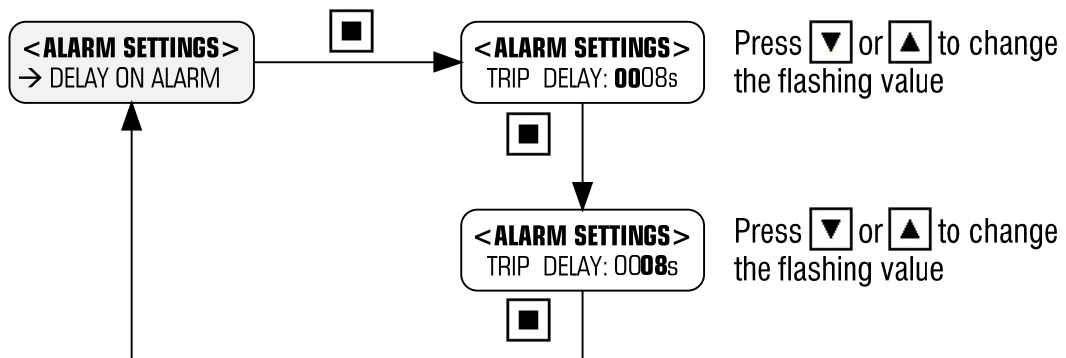 <ALARM SETTINGS>
→ DELAY ON ALARM
<ALARM SETTINGS>
TRIP DELAY: 0008s
Press ▼ or ▲ to change
the flashing value
<ALARM SETTINGS>
TRIP DELAY: 0008s
Press ▼ or ▲ to change
the flashing value